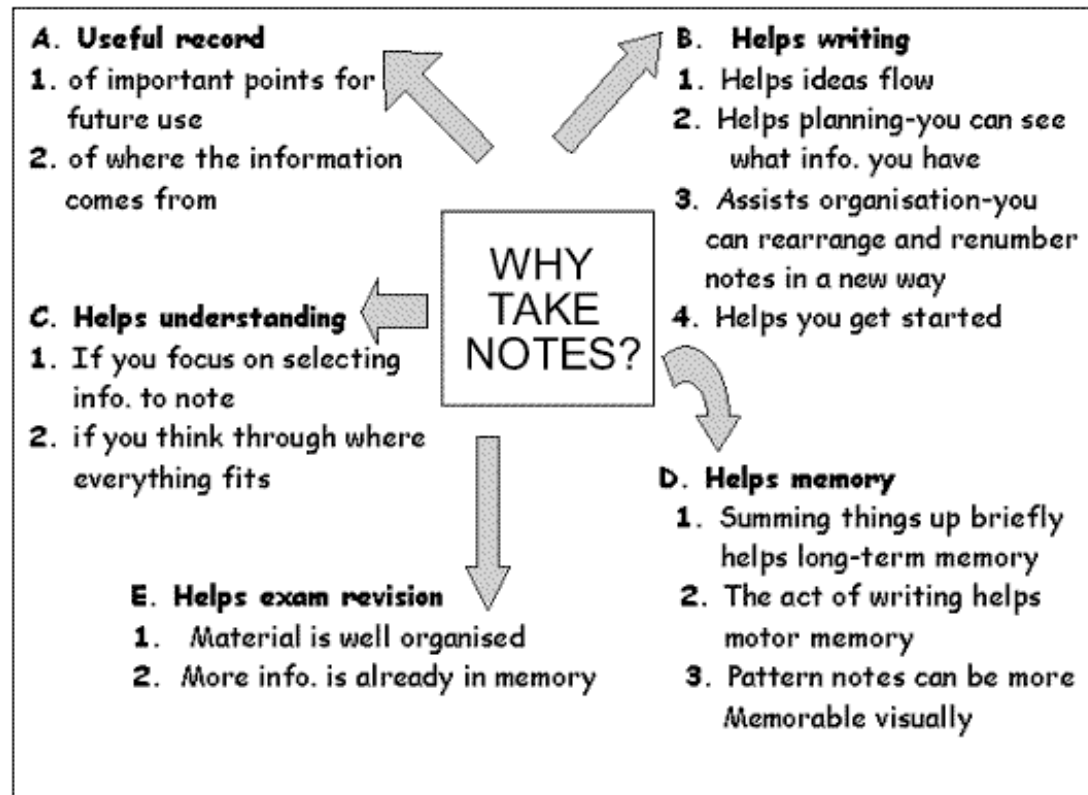 A. Useful record
1. of important points for
future use
2. of where the information
comes from
B. Helps writing
1. Helps ideas flow
2. Helps planning-you can see
what info. you have
3. Assists organisation-you
can rearrange and renumber
notes in a new way
4. Helps you get started
WHY
TAKE
NOTES?
C. Helps understanding
1. If you focus on selecting
info. to note
2. if you think through where
everything fits
D. Helps memory
1. Summing things up briefly
helps long-term memory
2. The act of writing helps
motor memory
3. Pattern notes can be more
Memorable visually
E. Helps exam revision
1. Material is well organised
2. More info. is already in memory